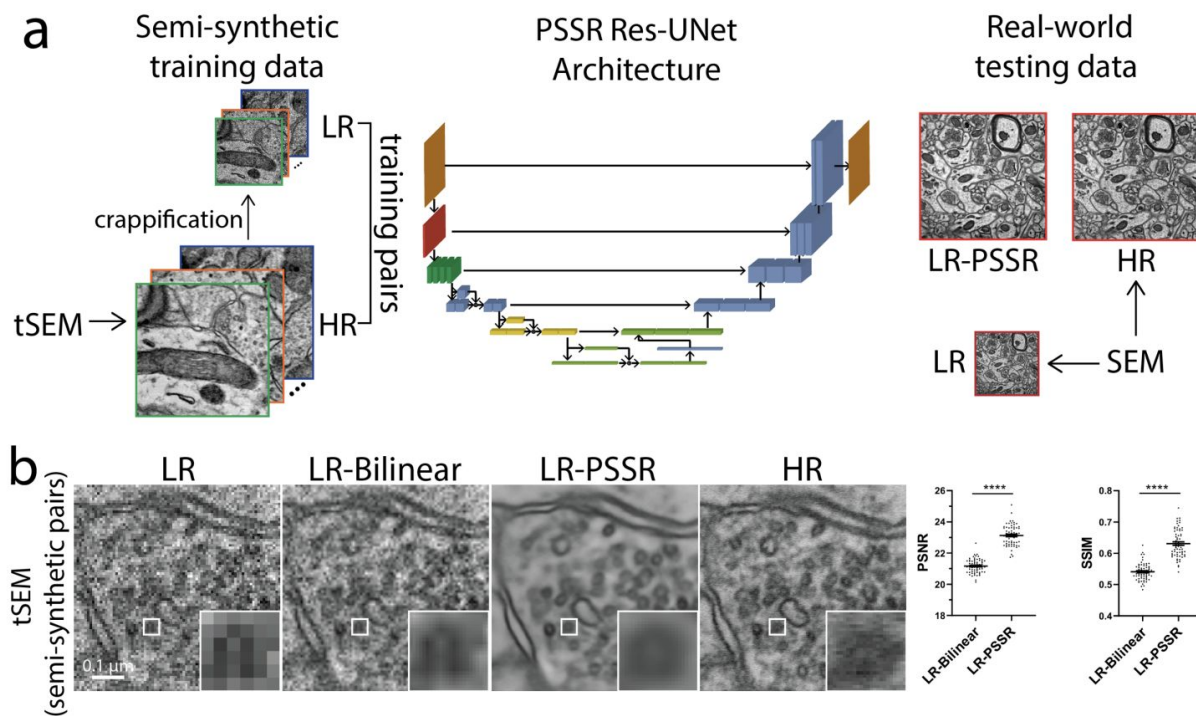 a
Semi-synthetic
training data
PSSR Res-UNet
Architecture
Real-world
testing data
LR
crappification
training pairs
tSEM
HR
LR-PSSR
HR
LR
SEM
b
LR
LR-Bilinear
LR-PSSR
HR
tSEM
(semi-synthetic pairs)
0.1 μm
PSNR
26
24
22
20
18
****
LR-Bilinear
LR-PSSR
SSIM
0.8
0.7
0.6
0.5
0.4
****
LR-Bilinear
LR-PSSR